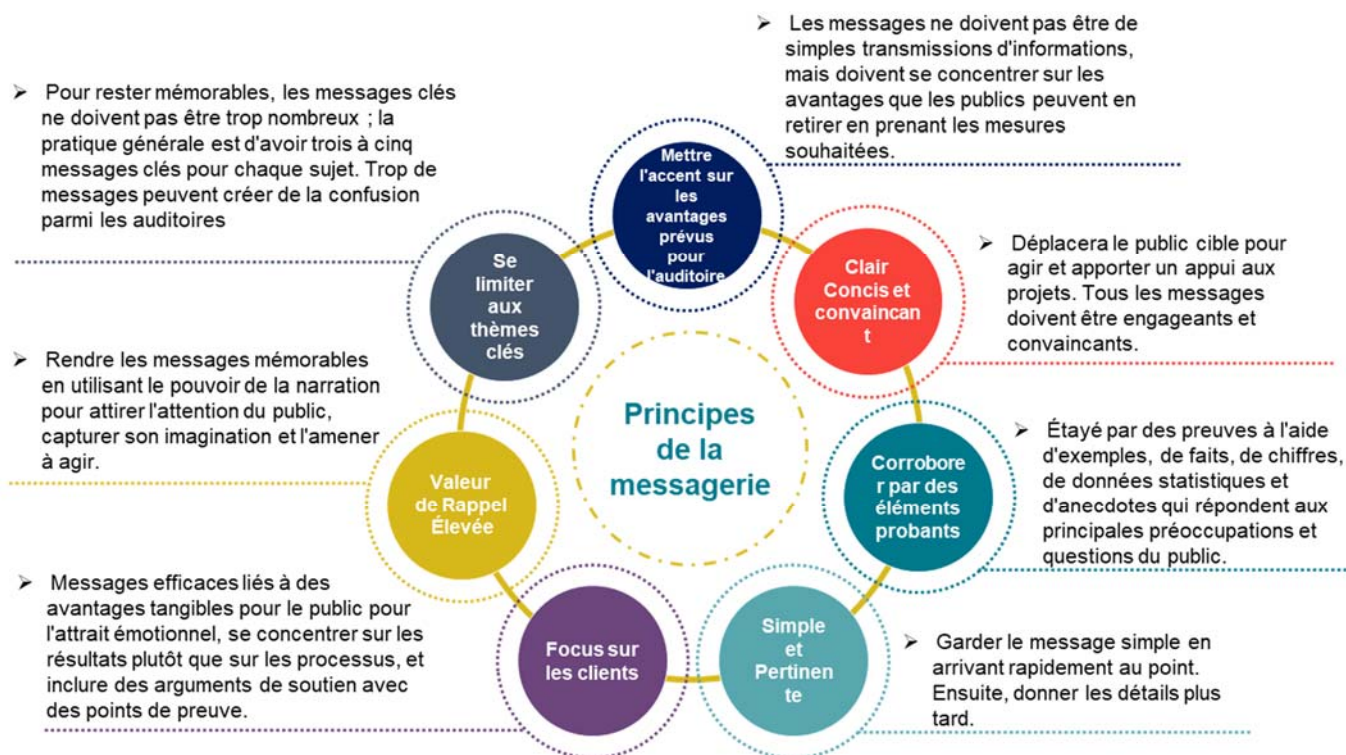 ➢ Les messages ne doivent pas être de
simples transmissions d'informations,
mais doivent se concentrer sur les
avantages que les publics peuvent en
retirer en prenant les mesures
souhaitées.
Mettre
l'accent sur
les
avantages
prévus
pour
l'auditoire
➢ Pour rester mémorables, les messages clés
ne doivent pas être trop nombreux ; la
pratique générale est d'avoir trois à cinq
messages clés pour chaque sujet. Trop de
messages peuvent créer de la confusion
parmi les auditoires
Se
limiter
aux
thèmes
clés
Clair
Concis et
convaincan
t
➢ Déplacera le public cible pour
agir et apporter un appui aux
projets. Tous les messages
doivent être engageants et
convaincants.
Principes
de la
messagerie
➢ Rendre les messages mémorables
en utilisant le pouvoir de la narration
pour attirer l'attention du public,
capturer son imagination et l'amener
à agir.
Valeur
de Rappel
Élevée
Corrobore
r par des
éléments
probants
➢ Étayé par des preuves à l'aide
d'exemples, de faits, de chiffres,
de données statistiques et
d'anecdotes qui répondent aux
principales préoccupations et
questions du public.
➢ Messages efficaces liés à des
avantages tangibles pour le public pour
l'attrait émotionnel, se concentrer sur les
résultats plutôt que sur les processus, et
inclure des arguments de soutien avec
des points de preuve.
Focus sur
les clients
Simple
et
Pertinen
te
➢ Garder le message simple en
arrivant rapidement au point.
Ensuite, donner les détails plus
tard.